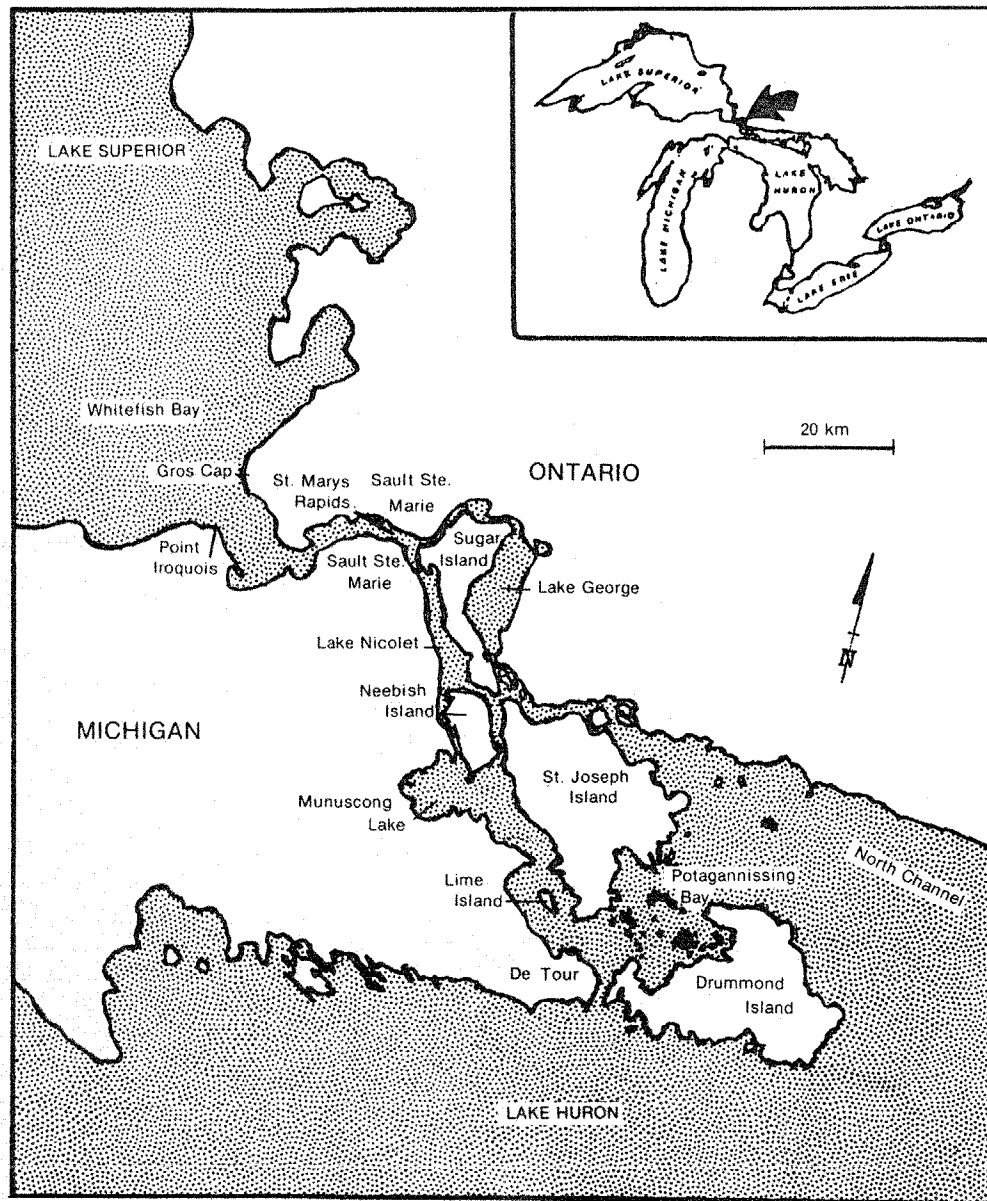 LAKE SUPERIOR
LAKE SUPERIOR
LAKE MICHIGAN
LAKE
HURON
LAKE ONTARIO
LAKE ERIE
Whitefish Bay
20 km
Gros Cap
ONTARIO
St. Marys
Rapids
Sault Ste.
Marie
Point
Iroquois
Sault Ste.
Marie
Sugar
Island
Lake George
N
Lake Nicolet
Neebish
Island
MICHIGAN
St. Joseph
Island
Munuscong
Lake
North Channel
Lime
Island
Potagannissing
Bay
De Tour
Drummond
Island
LAKE HURON